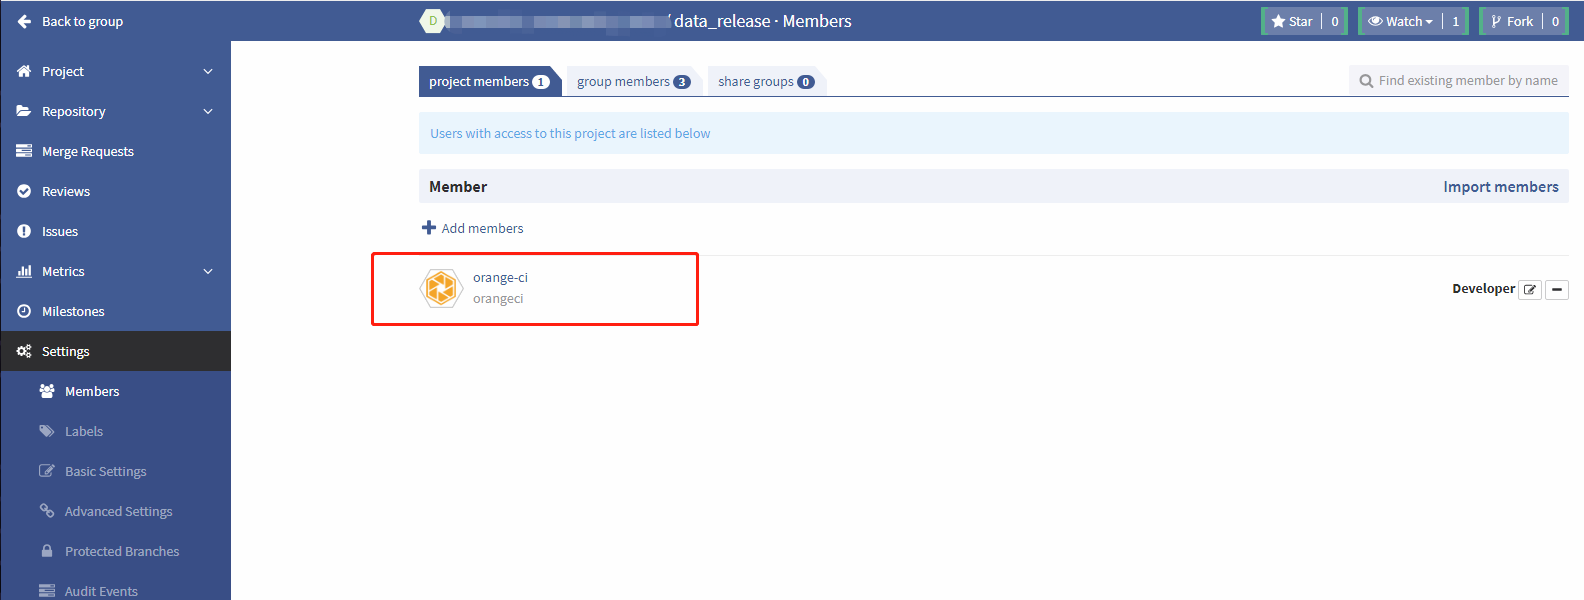 Back to group
D
/ data_release · Members
Star 0
Watch 1
Fork 0
Project
Repository
Merge Requests
Reviews
Issues
Metrics
Milestones
Settings
Members
Labels
Basic Settings
Advanced Settings
Protected Branches
Audit Events
project members 1
group members 3
share groups 0
Find existing member by name
Users with access to this project are listed below
Member
Import members
Add members
orange-ci
orangeci
Developer